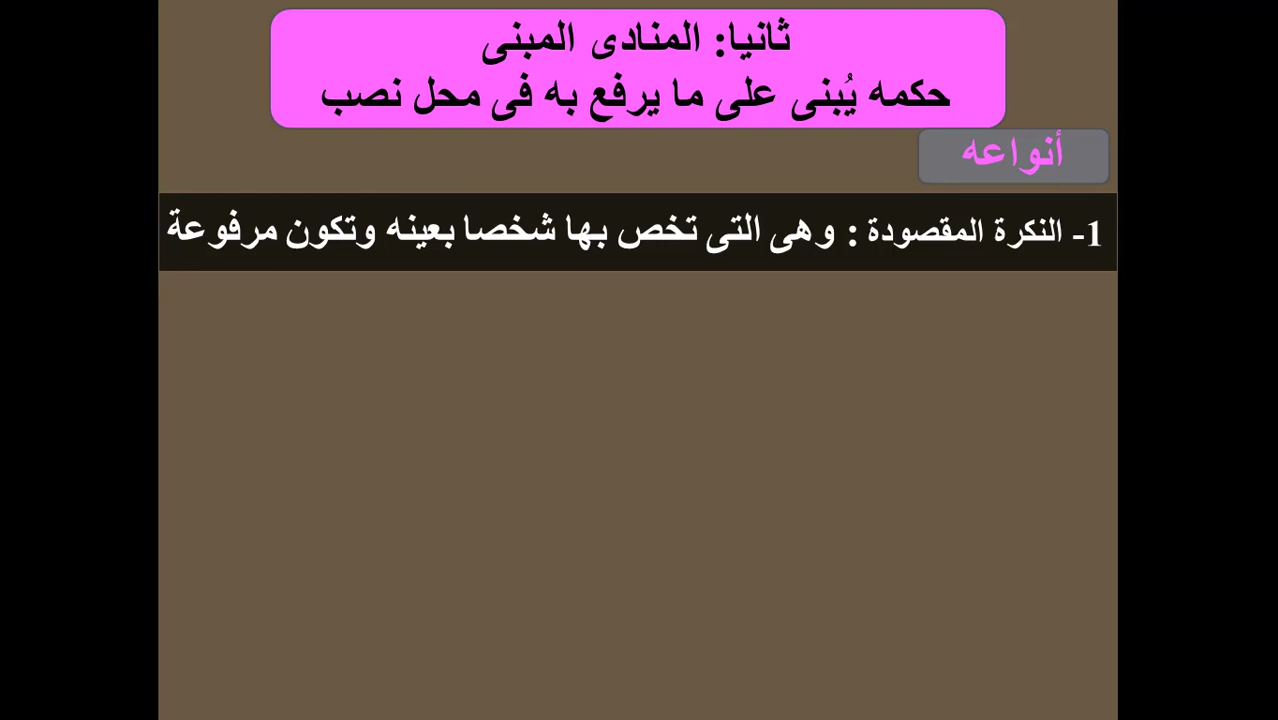 ثانيا: المنادى المبنى
حكمه يُبنى على ما يرفع به فى محل نصب
أنواعه
1- النكرة المقصودة : وهى التى تخص بها شخصا بعينه وتكون مرفوعة